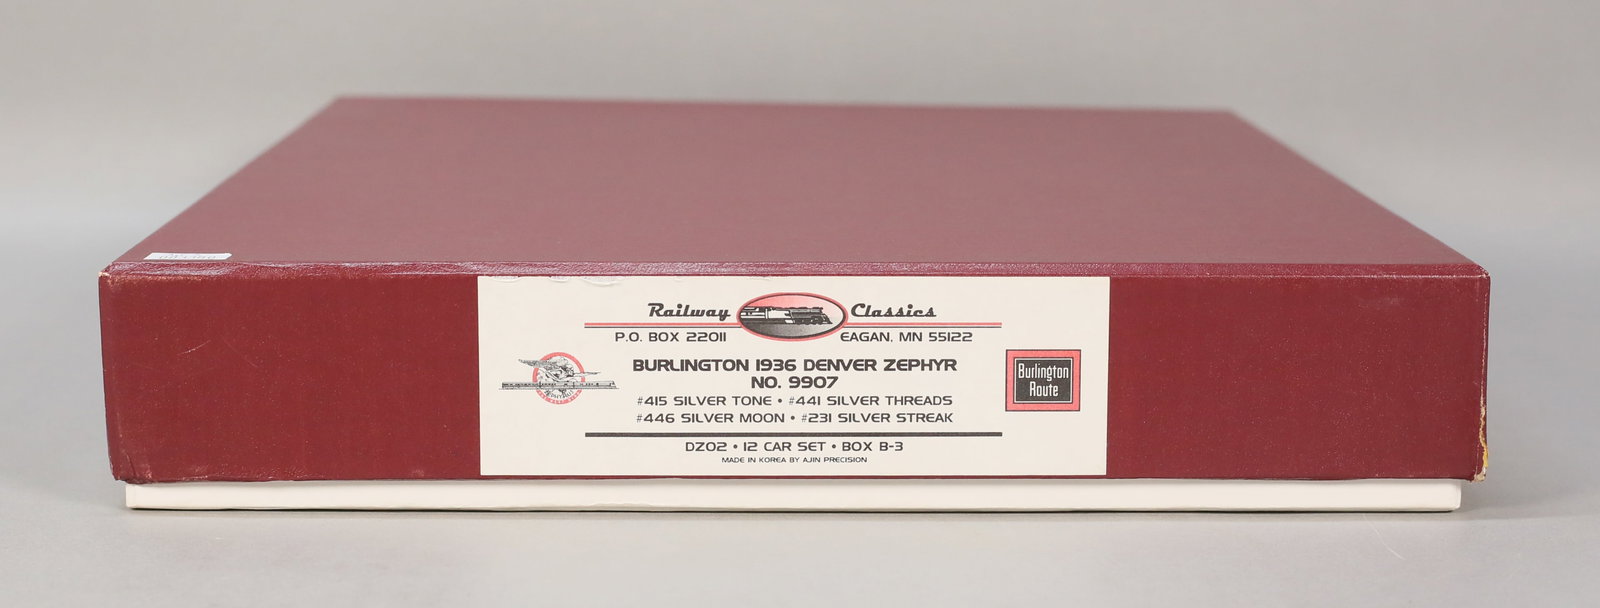 Railway Classics
P.O. BOX 22011 EAGAN, MN 55122
BURLINGTON 1936 DENVER ZEPHYR
NO. 9907
#415 SILVER TONE • #441 SILVER THREADS
#446 SILVER MOON • #231 SILVER STREAK
DZ02 • 12 CAR SET • BOX B-3
MADE IN KOREA BY AJIN PRECISION
Burlington
Route